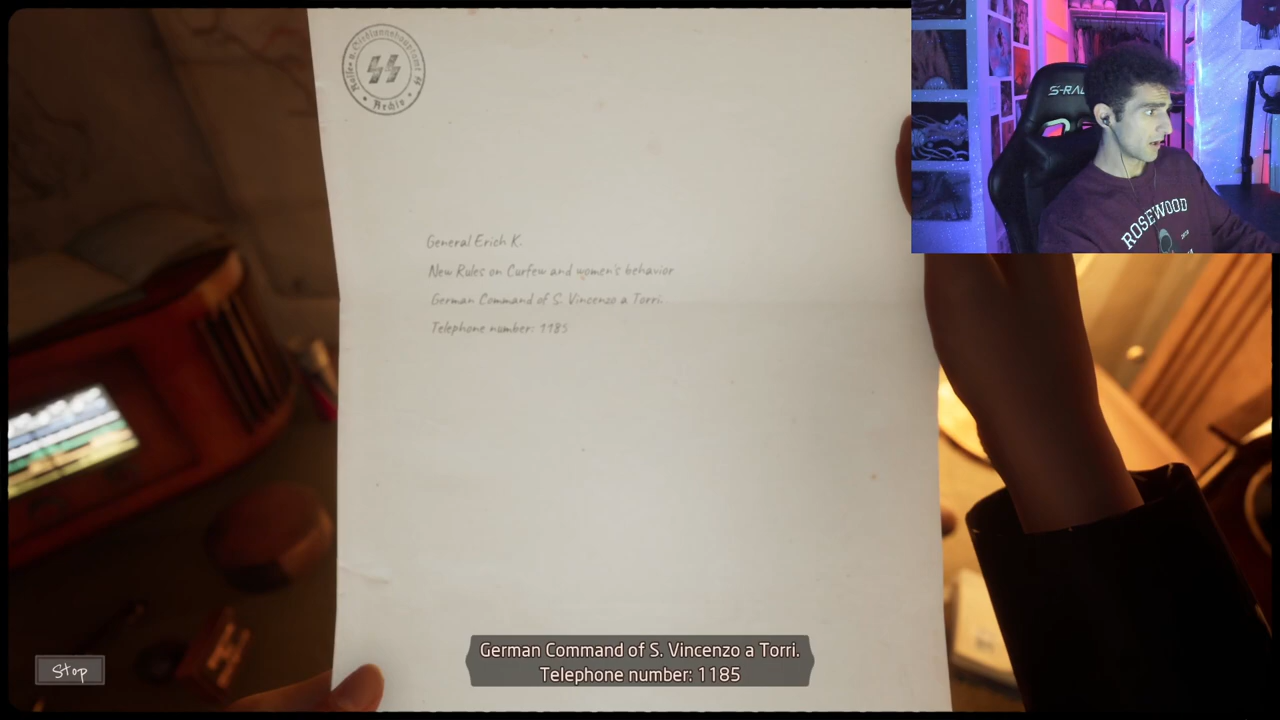 S-RAC
ROSEWOOD
General Erich K.
New Rules on Curfew and women's behavior
German Command of S. Vincenzo a Torri.
Telephone number: 1185
German Command of S. Vincenzo a Torri.
Telephone number: 1185
Stop